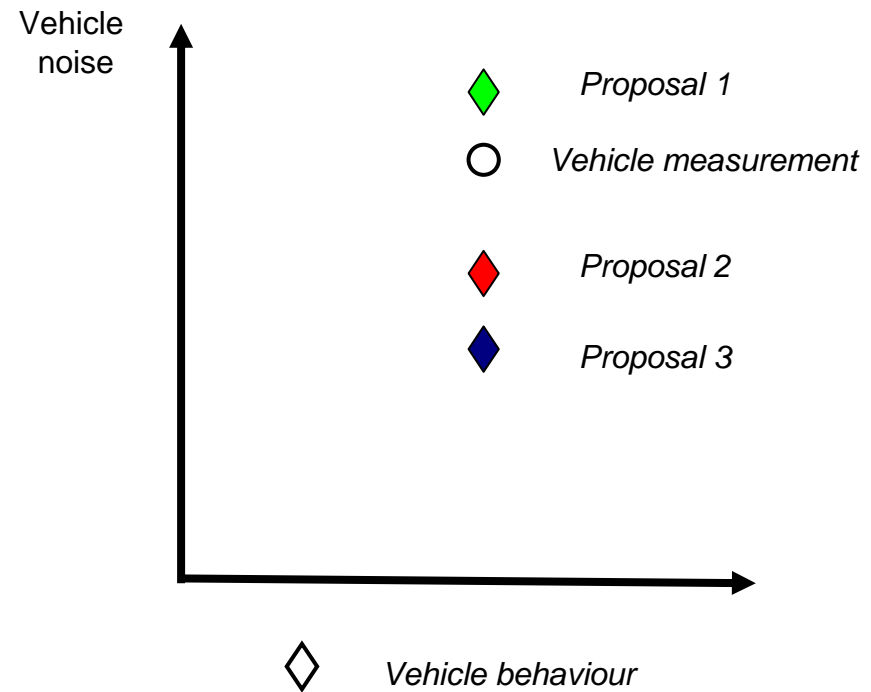 Vehicle
noise
Proposal 1
Vehicle measurement
Proposal 2
Proposal 3
Vehicle behaviour